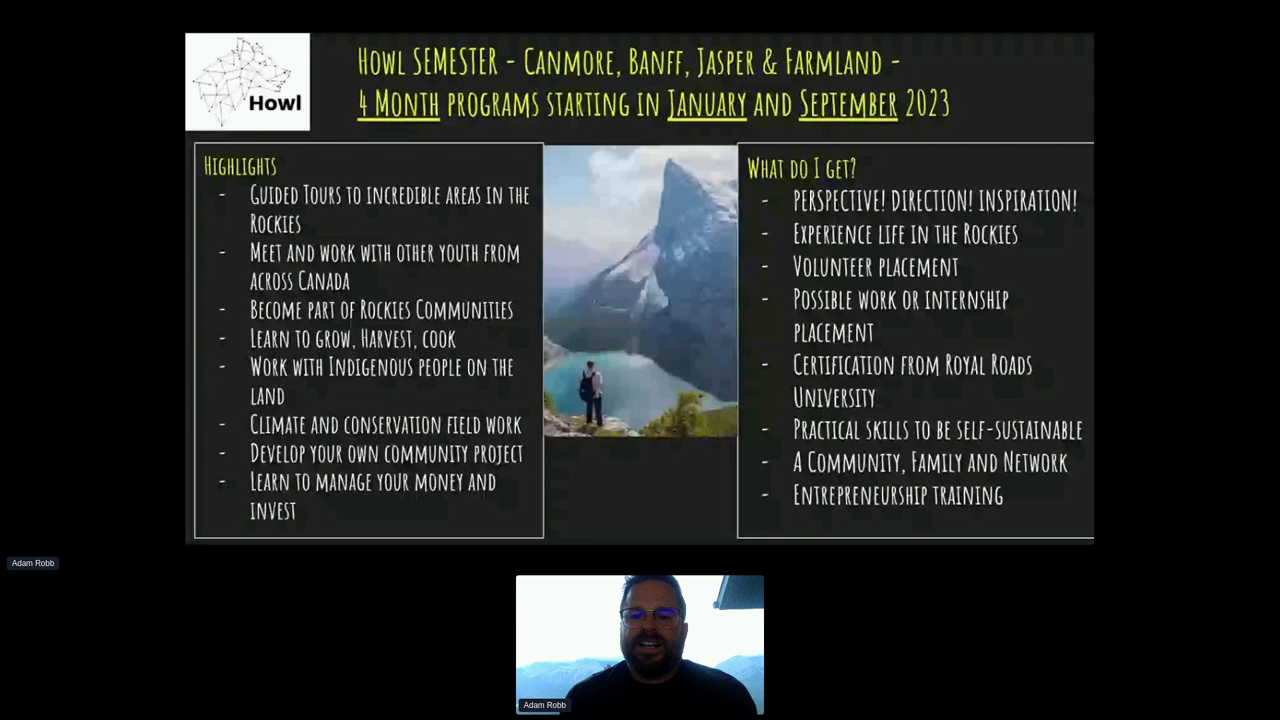 Howl
Howl SEMESTER - Canmore, Banff, Jasper & Farmland -
4 Month programs starting in January and September 2023
Highlights
- Guided Tours to incredible areas in the
Rockies
- Meet and work with other youth from
across Canada
- Become part of Rockies Communities
- Learn to grow, Harvest, cook
- Work with Indigenous people on the
land
- Climate and conservation field work
- Develop your own community project
- Learn to manage your money and
invest
What do I get?
- PERSPECTIVE! DIRECTION! INSPIRATION!
- Experience life in the Rockies
- Volunteer placement
- Possible work or internship
placement
- Certification from Royal Roads
University
- Practical skills to be self-sustainable
- A Community, Family and Network
- Entrepreneurship training
Adam Robb
Adam Robb